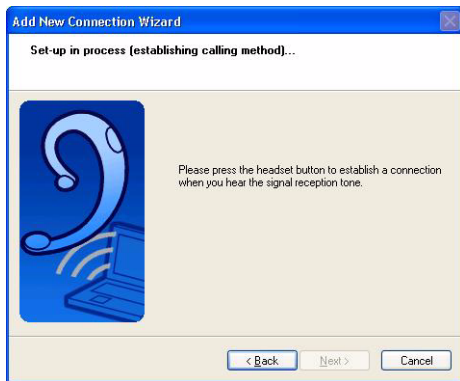 Add New Connection Wizard
Set-up in process (establishing calling method)...
Please press the headset button to establish a connection
when you hear the signal reception tone.
< Back
Next >
Cancel